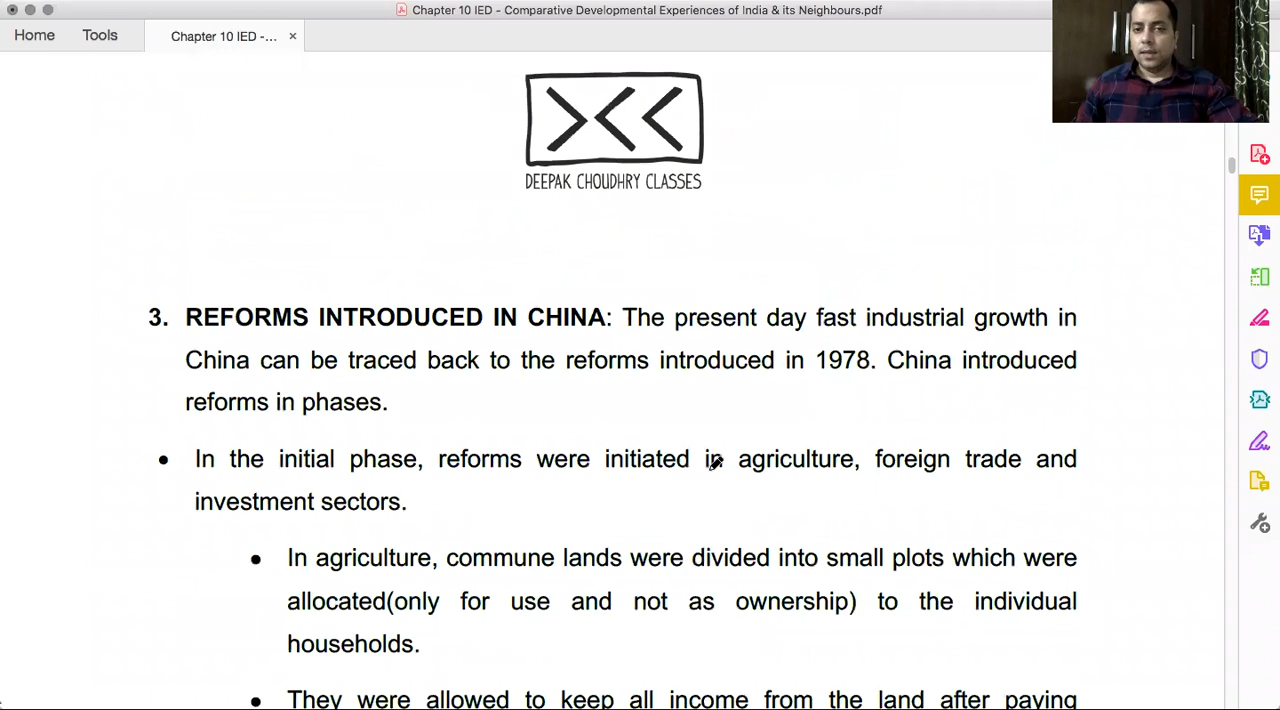 Chapter 10 IED - Comparative Developmental Experiences of India & its Neighbours.pdf
Home Tools Chapter 10 IED -... ×
DEEPAK CHOUDHRY CLASSES
3. REFORMS INTRODUCED IN CHINA: The present day fast industrial growth in
China can be traced back to the reforms introduced in 1978. China introduced
reforms in phases.
• In the initial phase, reforms were initiated in agriculture, foreign trade and
investment sectors.
• In agriculture, commune lands were divided into small plots which were
allocated(only for use and not as ownership) to the individual
households.
• They were allowed to keep all income from the land after paying